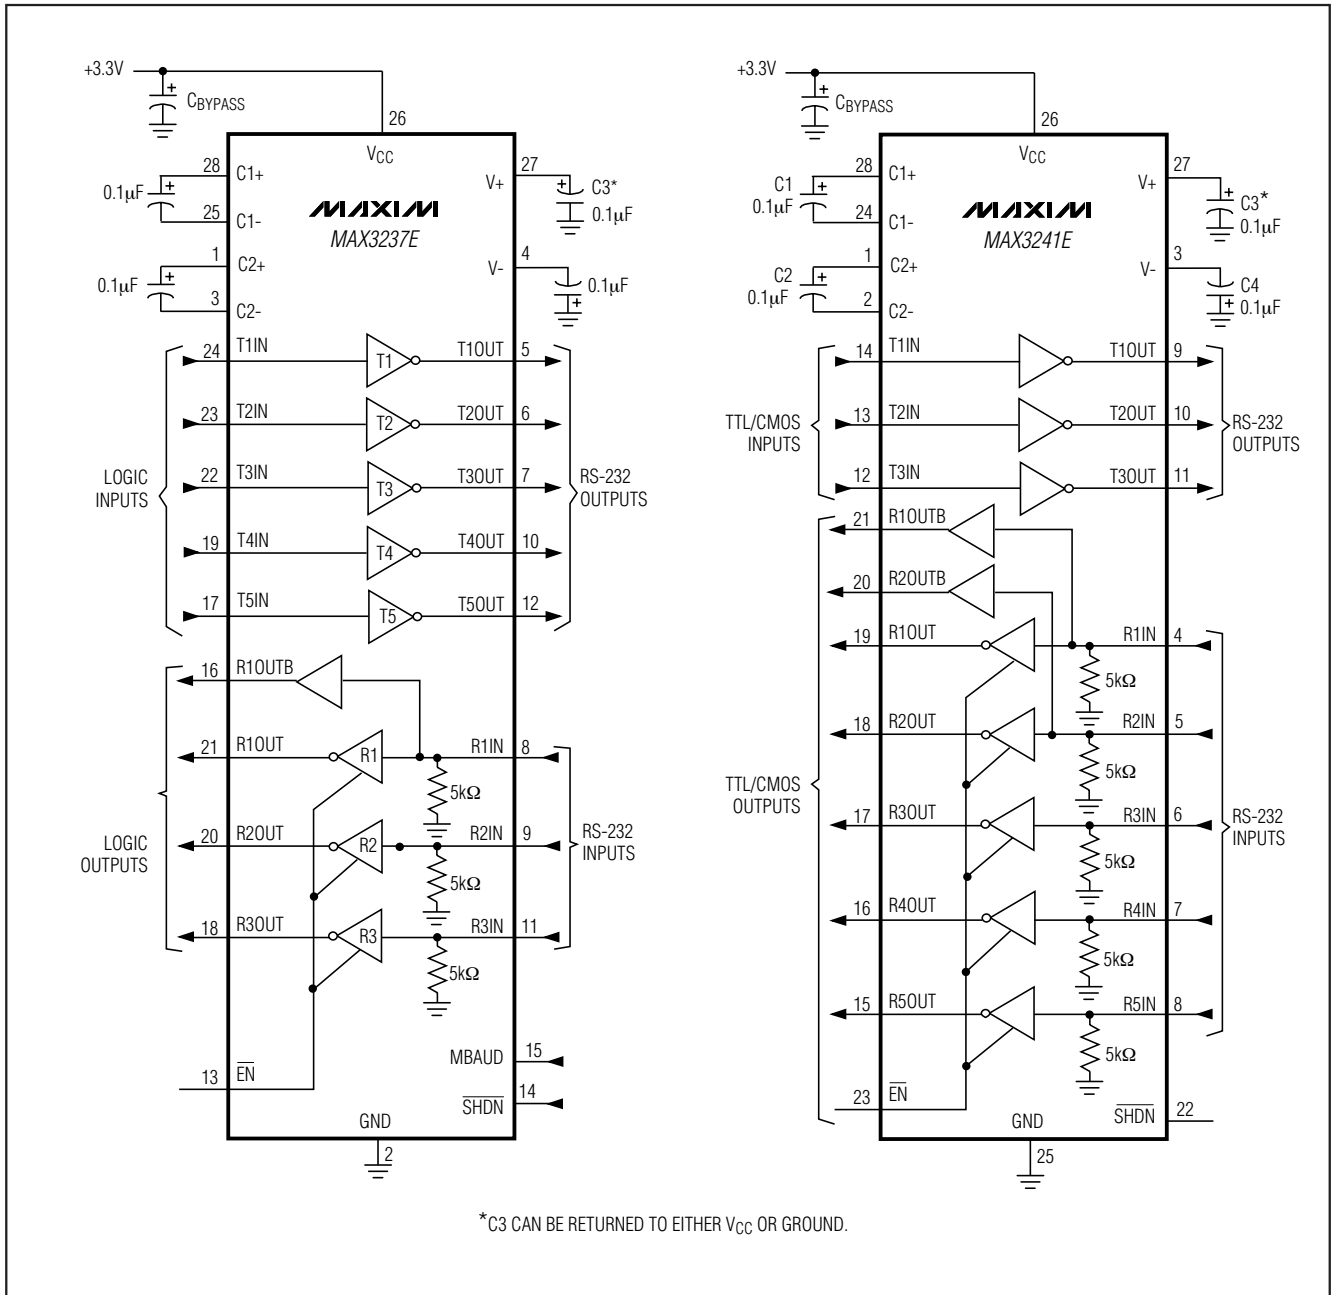 +3.3V
CBYPASS
26
VCC
28
C1+
0.1µF
25
C1-
1
C2+
0.1µF
3
C2-
MAXIM
MAX3237E
27
V+
C3*
0.1µF
4
V-
0.1µF
24
T1IN
T1
T1OUT
5
23
T2IN
T2
T2OUT
6
22
T3IN
T3
T3OUT
7
19
T4IN
T4
T4OUT
10
17
T5IN
T5
T5OUT
12
LOGIC
INPUTS
RS-232
OUTPUTS
16
R1OUTB
21
R1OUT
R1
R1IN
8
5kΩ
20
R2OUT
R2
R2IN
9
5kΩ
18
R3OUT
R3
R3IN
11
5kΩ
LOGIC
OUTPUTS
RS-232
INPUTS
MBAUD
15
13
EN
SHDN
14
GND
2
+3.3V
CBYPASS
26
VCC
28
C1+
C1
0.1µF
24
C1-
1
C2+
C2
0.1µF
2
C2-
MAXIM
MAX3241E
27
V+
C3*
0.1µF
3
V-
C4
0.1µF
14
T1IN
T1OUT
9
13
T2IN
T2OUT
10
12
T3IN
T3OUT
11
TTL/CMOS
INPUTS
RS-232
OUTPUTS
21
R1OUTB
20
R2OUTB
19
R1OUT
R1IN
4
5kΩ
18
R2OUT
R2IN
5
5kΩ
17
R3OUT
R3IN
6
5kΩ
16
R4OUT
R4IN
7
5kΩ
15
R5OUT
R5IN
8
5kΩ
TTL/CMOS
OUTPUTS
RS-232
INPUTS
23
EN
SHDN
22
GND
25
*C3 CAN BE RETURNED TO EITHER VCC OR GROUND.